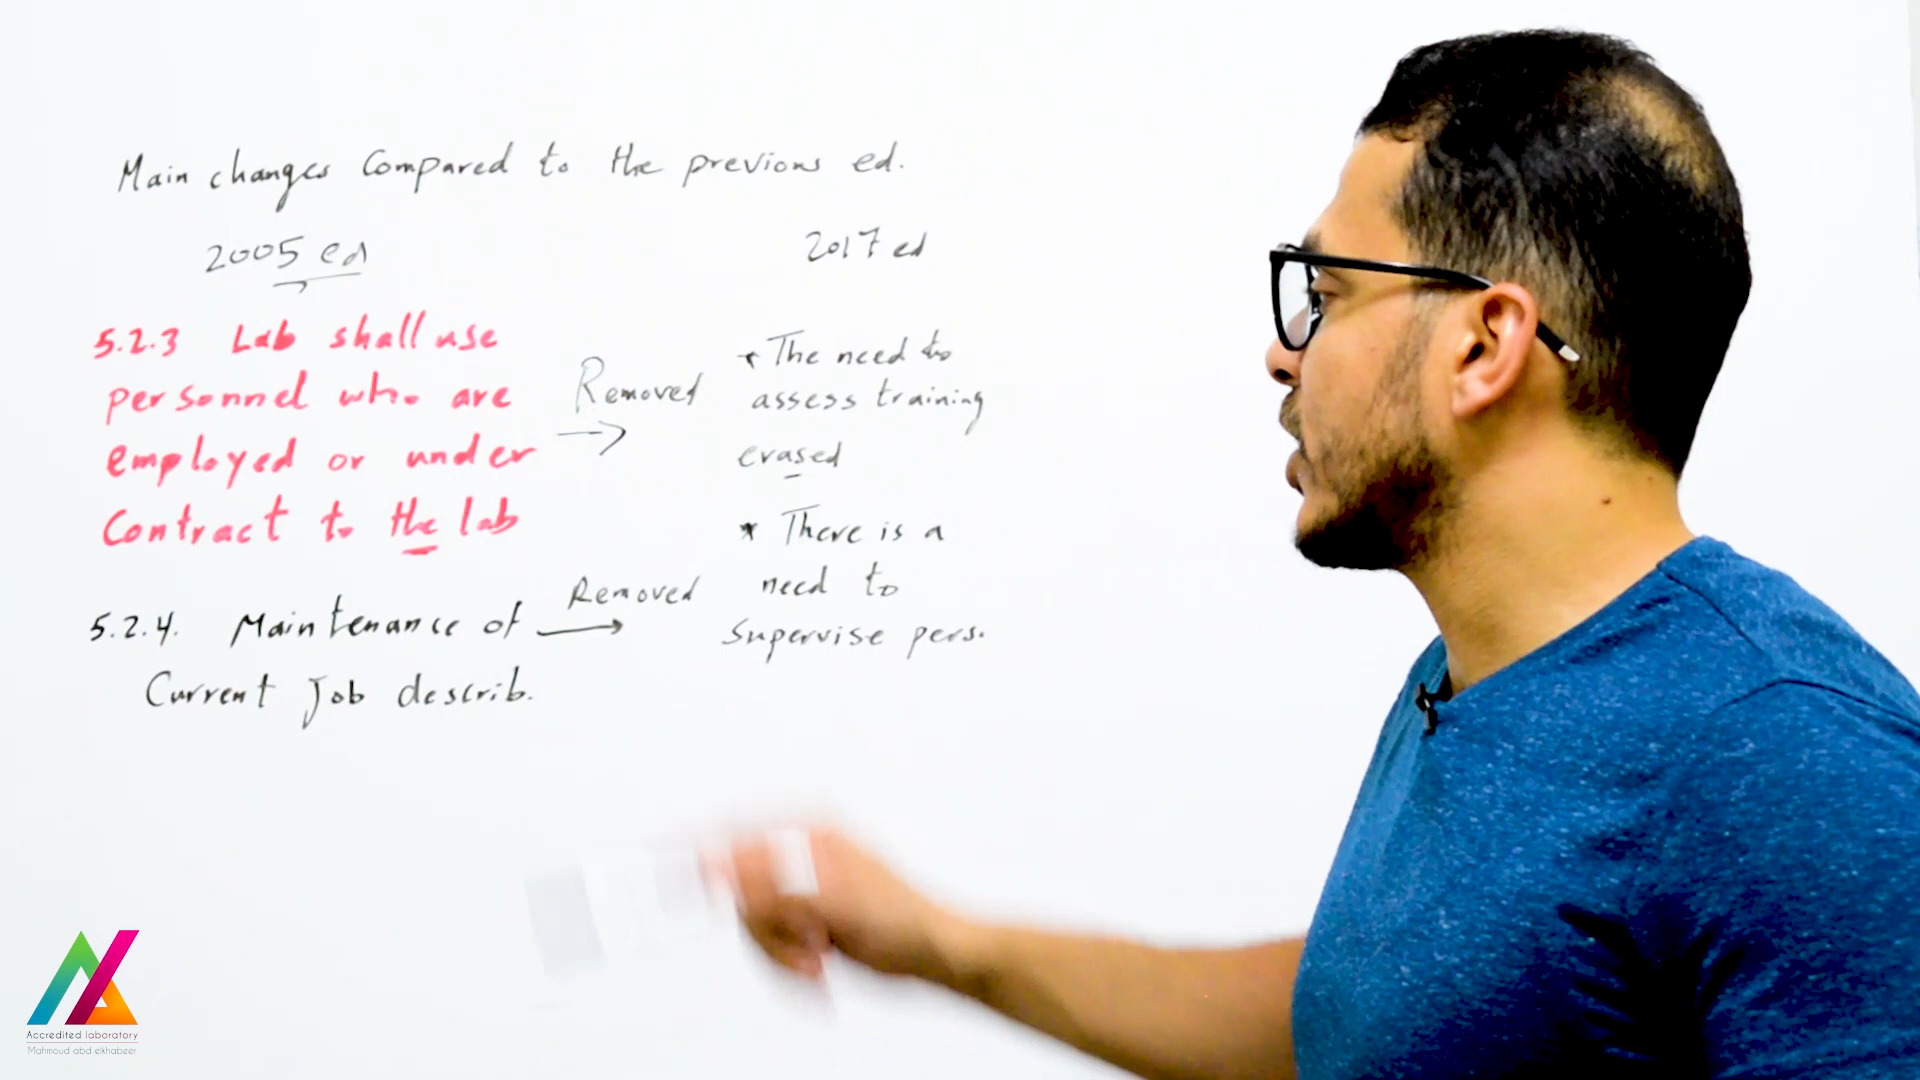 Main changes Compared to the previous ed.
2005 ed
2017 ed
5.2.3 Lab shall use
personnel who are
employed or under
Contract to the lab
Removed
* The need to
assess training
erased
* There is a
need to
Supervise pers.
5.2.4. Maintenance of
Current Job describ.
Removed
Accredited laboratory
Mahmoud abd elkhabeer